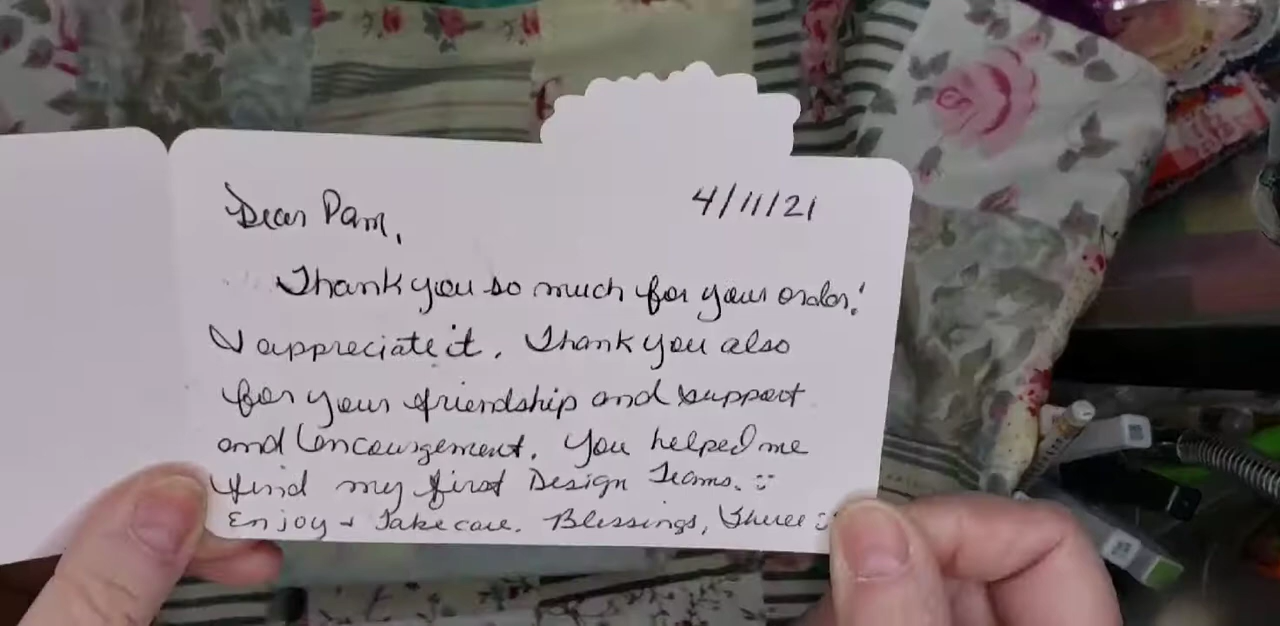 4/11/21
Dear Pam,
Thank you so much for your order!
I appreciate it. Thank you also
for your friendship and support
and encourgement. You helped me
find my first Design Teams. :)
Enjoy + Take care. Blessings,